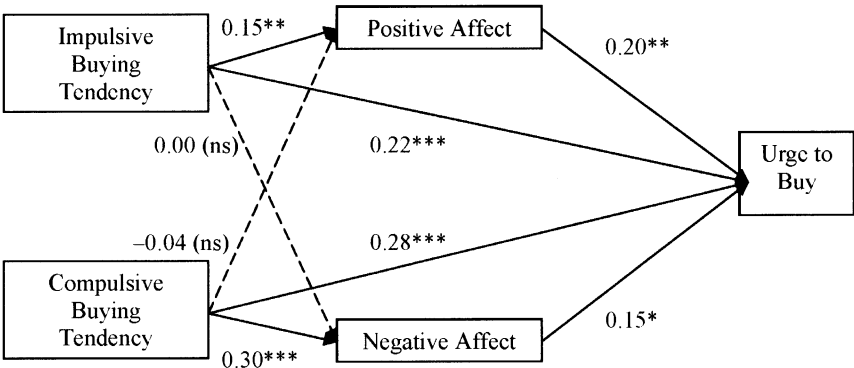 Impulsive
Buying
Tendency
0.15**
Positive Affect
0.20**
0.00 (ns)
0.22***
Urge to
Buy
–0.04 (ns)
0.28***
Compulsive
Buying
Tendency
0.30***
Negative Affect
0.15*